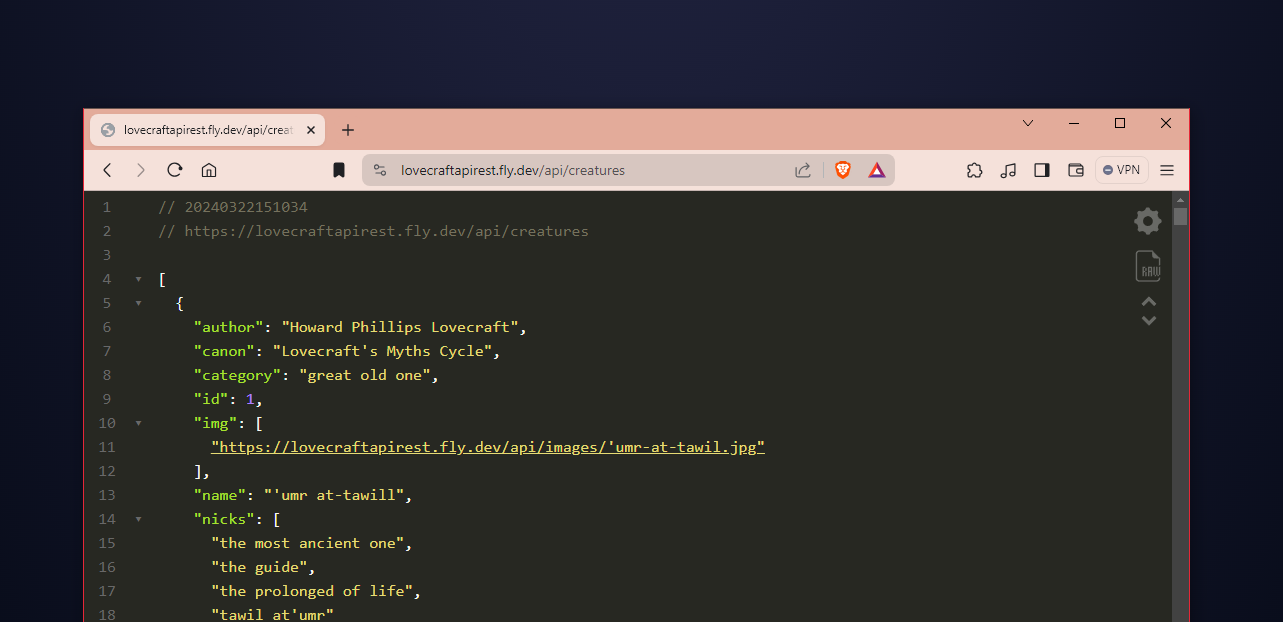 lovecraftapirest.fly.dev/api/creat
lovecraftapirest.fly.dev/api/creatures
VPN
1 // 20240322151034
2 // https://lovecraftapirest.fly.dev/api/creatures
3
4 [
5 {
6 "author": "Howard Phillips Lovecraft",
7 "canon": "Lovecraft's Myths Cycle",
8 "category": "great old one",
9 "id": 1,
10 "img": [
11 "https://lovecraftapirest.fly.dev/api/images/'umr-at-tawil.jpg"
12 ],
13 "name": "'umr at-tawill",
14 "nicks": [
15 "the most ancient one",
16 "the guide",
17 "the prolonged of life",
18 "tawil at'umr"
RAW